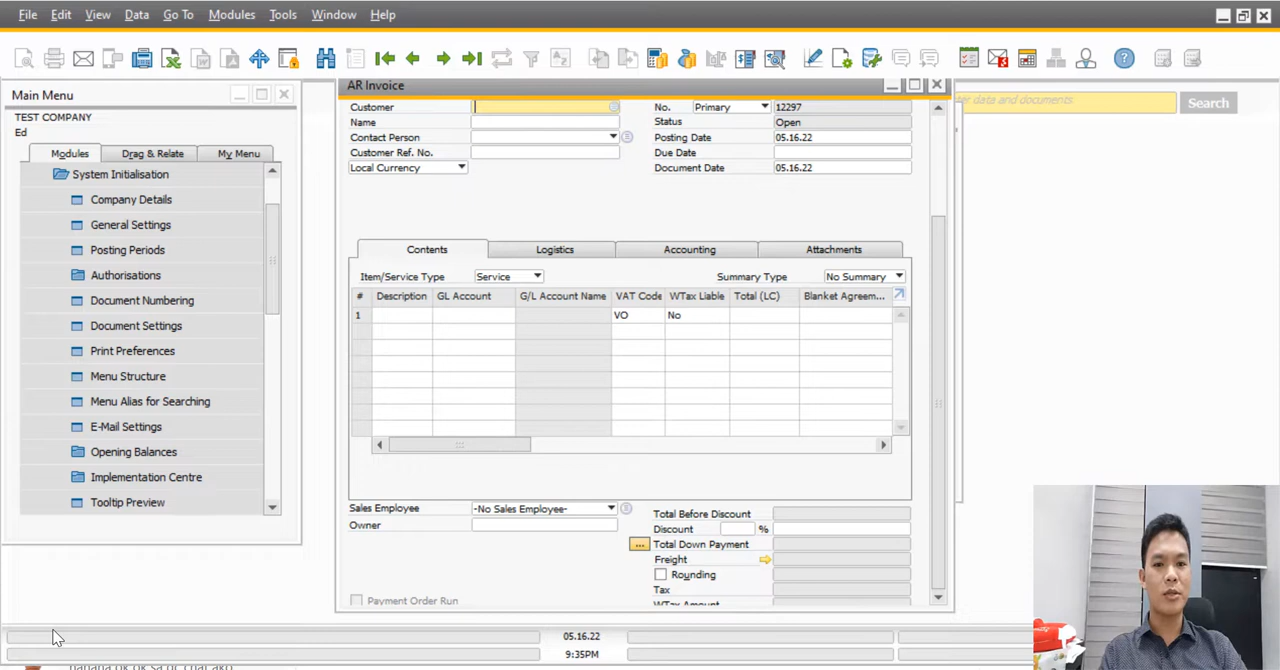 File Edit View Data Go To Modules Tools Window Help
Main Menu
TEST COMPANY
Ed
Modules Drag & Relate My Menu
System Initialisation
Company Details
General Settings
Posting Periods
Authorisations
Document Numbering
Document Settings
Print Preferences
Menu Structure
Menu Alias for Searching
E-Mail Settings
Opening Balances
Implementation Centre
Tooltip Preview
AR Invoice
Customer No. Primary 12297
Name Status Open
Contact Person Posting Date 05.16.22
Customer Ref. No. Due Date
Local Currency Document Date 05.16.22
Contents Logistics Accounting Attachments
Item/Service Type Service Summary Type No Summary
# Description GL Account G/L Account Name VAT Code WTax Liable Total (LC) Blanket Agreem...
1 VO No
Sales Employee -No Sales Employee- Total Before Discount
Owner Discount %
... Total Down Payment
Freight
Rounding
Tax
Payment Order Run WTax Amount
date and documents Search
05.16.22
9:35PM